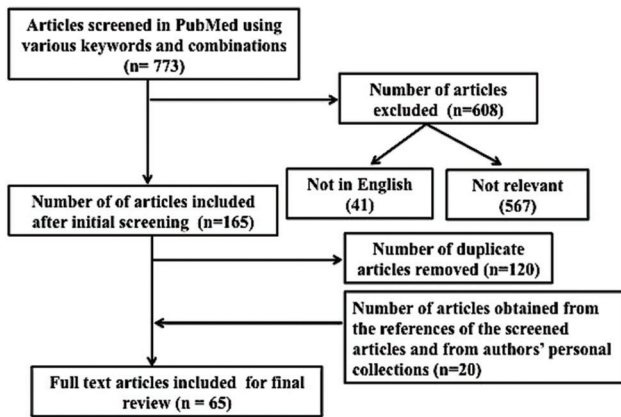 Articles screened in PubMed using
various keywords and combinations
(n= 773)
Number of articles
excluded (n=608)
Not in English
(41)
Not relevant
(567)
Number of of articles included
after initial screening (n=165)
Number of duplicate
articles removed (n=120)
Number of articles obtained from
the references of the screened
articles and from authors' personal
collections (n=20)
Full text articles included for final
review (n = 65)